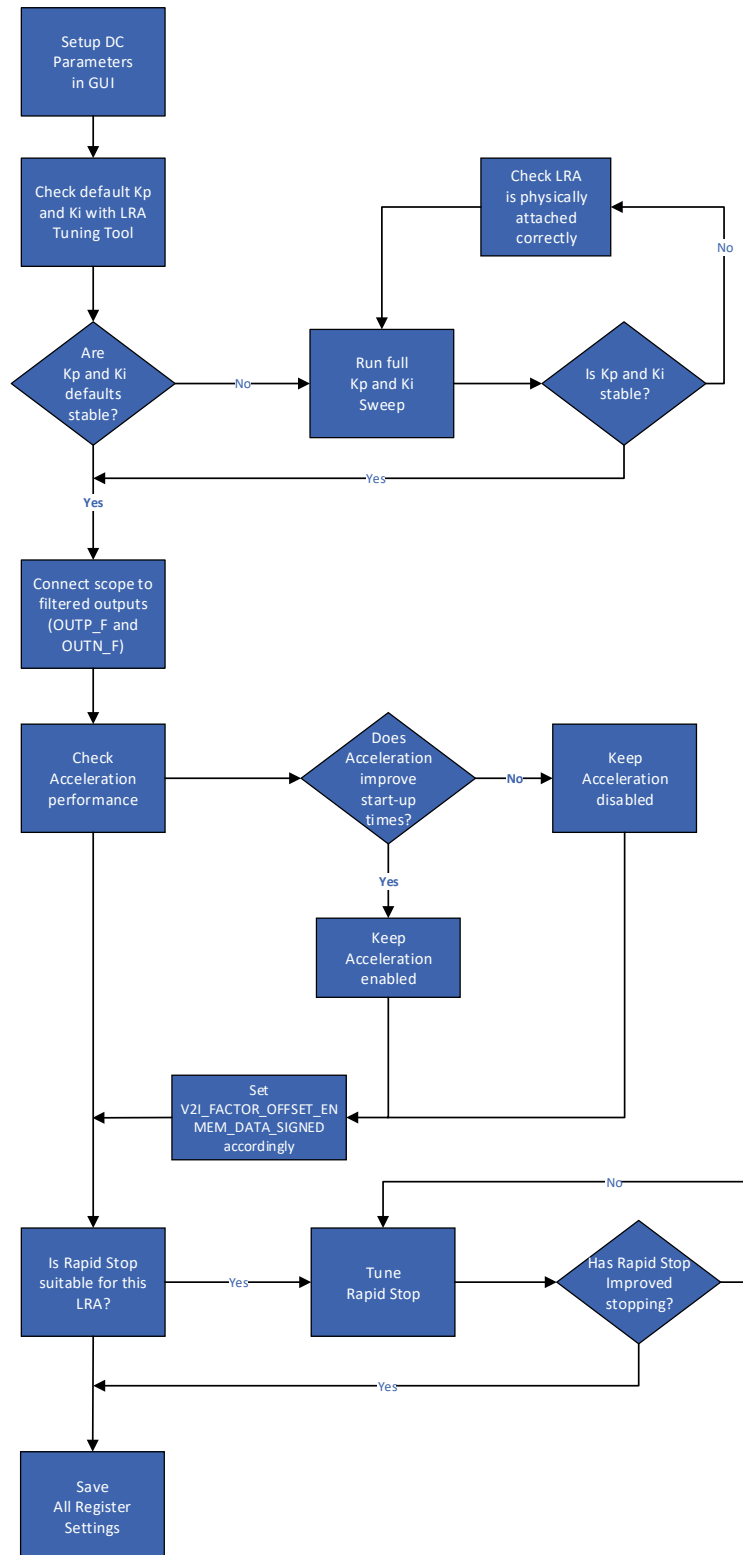 Setup DC
Parameters
in GUI
Check default Kp
and Ki with LRA
Tuning Tool
Check LRA
is physically
attached
correctly
No
Are
Kp and Ki
defaults
stable?
No
Run full
Kp and Ki
Sweep
Is Kp and Ki
stable?
Yes
Yes
Connect scope to
filtered outputs
(OUTP_F and
OUTN_F)
Check
Acceleration
performance
Does
Acceleration
improve
start-up
times?
No
Keep
Acceleration
disabled
Yes
Keep
Acceleration
enabled
Set
V2I_FACTOR_OFFSET_EN
MEM_DATA_SIGNED
accordingly
No
Is Rapid Stop
suitable for this
LRA?
Yes
Tune
Rapid Stop
Has Rapid Stop
Improved
stopping?
Yes
Save
All Register
Settings